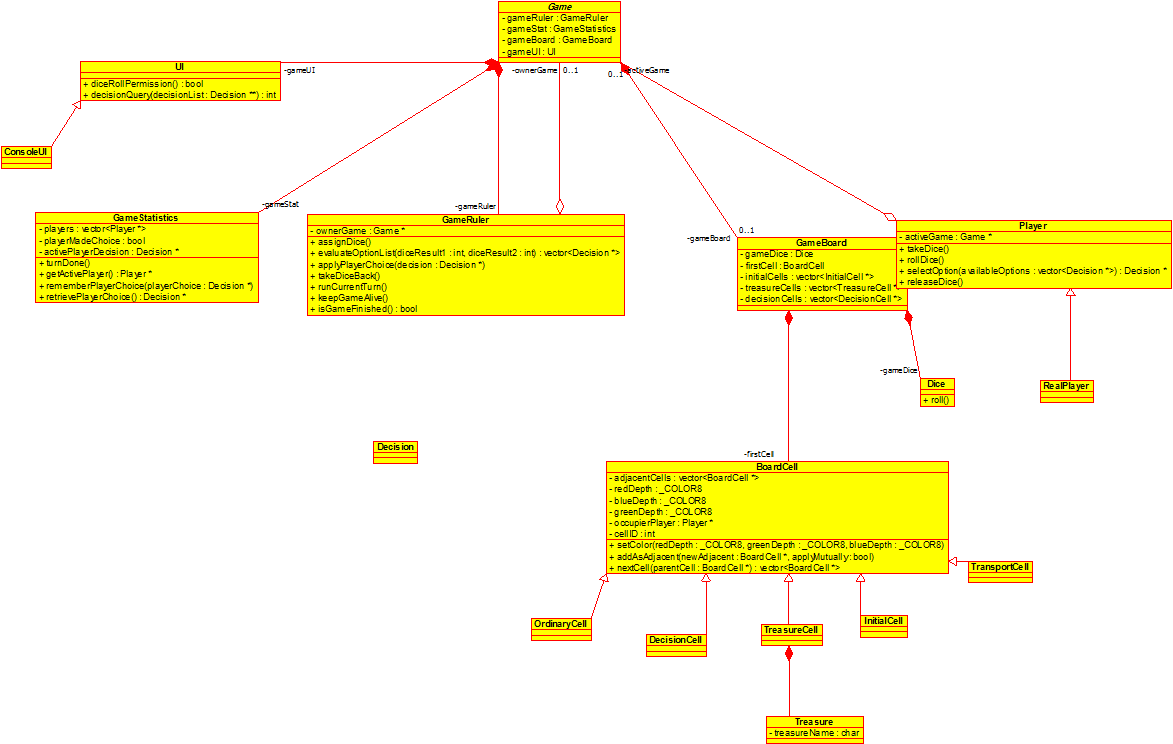 Game
- gameRuler : GameRuler
- gameStat : GameStatistics
- gameBoard : GameBoard
- gameUI : UI
UI
+ diceRollPermission() : bool
+ decisionQuery(decisionList : Decision **) : int
-gameUI
-ownerGame
0..1
0..1
-activeGame
ConsoleUI
-gameStat
-gameRuler
-gameBoard
0..1
GameStatistics
- players : vector<Player *>
- playerMadeChoice : bool
- activePlayerDecision : Decision *
+ turnDone()
+ getActivePlayer() : Player *
+ rememberPlayerChoice(playerChoice : Decision *)
+ retrievePlayerChoice() : Decision *
GameRuler
- ownerGame : Game *
+ assignDice()
+ evaluateOptionList(diceResult1 : int, diceResult2 : int) : vector<Decision *>
+ applyPlayerChoice(decision : Decision *)
+ takeDiceBack()
+ runCurrentTurn()
+ keepGameAlive()
+ isGameFinished() : bool
GameBoard
- gameDice : Dice
- firstCell : BoardCell
- initialCells : vector<InitialCell *>
- treasureCells : vector<TreasureCell *
- decisionCells : vector<DecisionCell *>
Player
- activeGame : Game *
+ takeDice()
+ rollDice()
+ selectOption(availableOptions : vector<Decision *>) : Decision *
+ releaseDice()
-gameDice
Dice
+ roll()
RealPlayer
Decision
-firstCell
BoardCell
- adjacentCells : vector<BoardCell *>
- redDepth : _COLOR8
- blueDepth : _COLOR8
- greenDepth : _COLOR8
- occupierPlayer : Player *
- cellID : int
+ setColor(redDepth : _COLOR8, greenDepth : _COLOR8, blueDepth : _COLOR8)
+ addAsAdjacent(newAdjacent : BoardCell *, applyMutually : bool)
+ nextCell(parentCell : BoardCell *) : vector<BoardCell *>
TransportCell
OrdinaryCell
DecisionCell
TreasureCell
InitialCell
Treasure
- treasureName : char